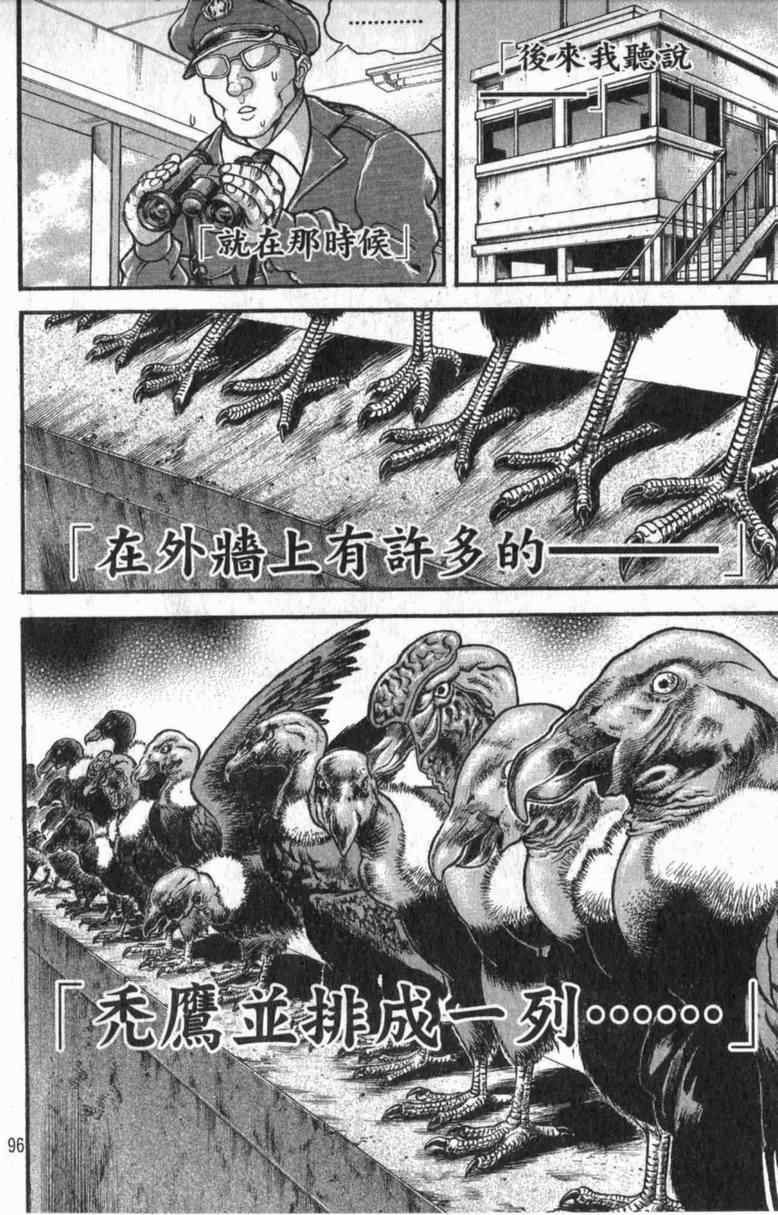 「後來我聽說
——」
…………
「就在那時候」
「在外牆上有許多的———」
「禿鷹並排成一列……」
96